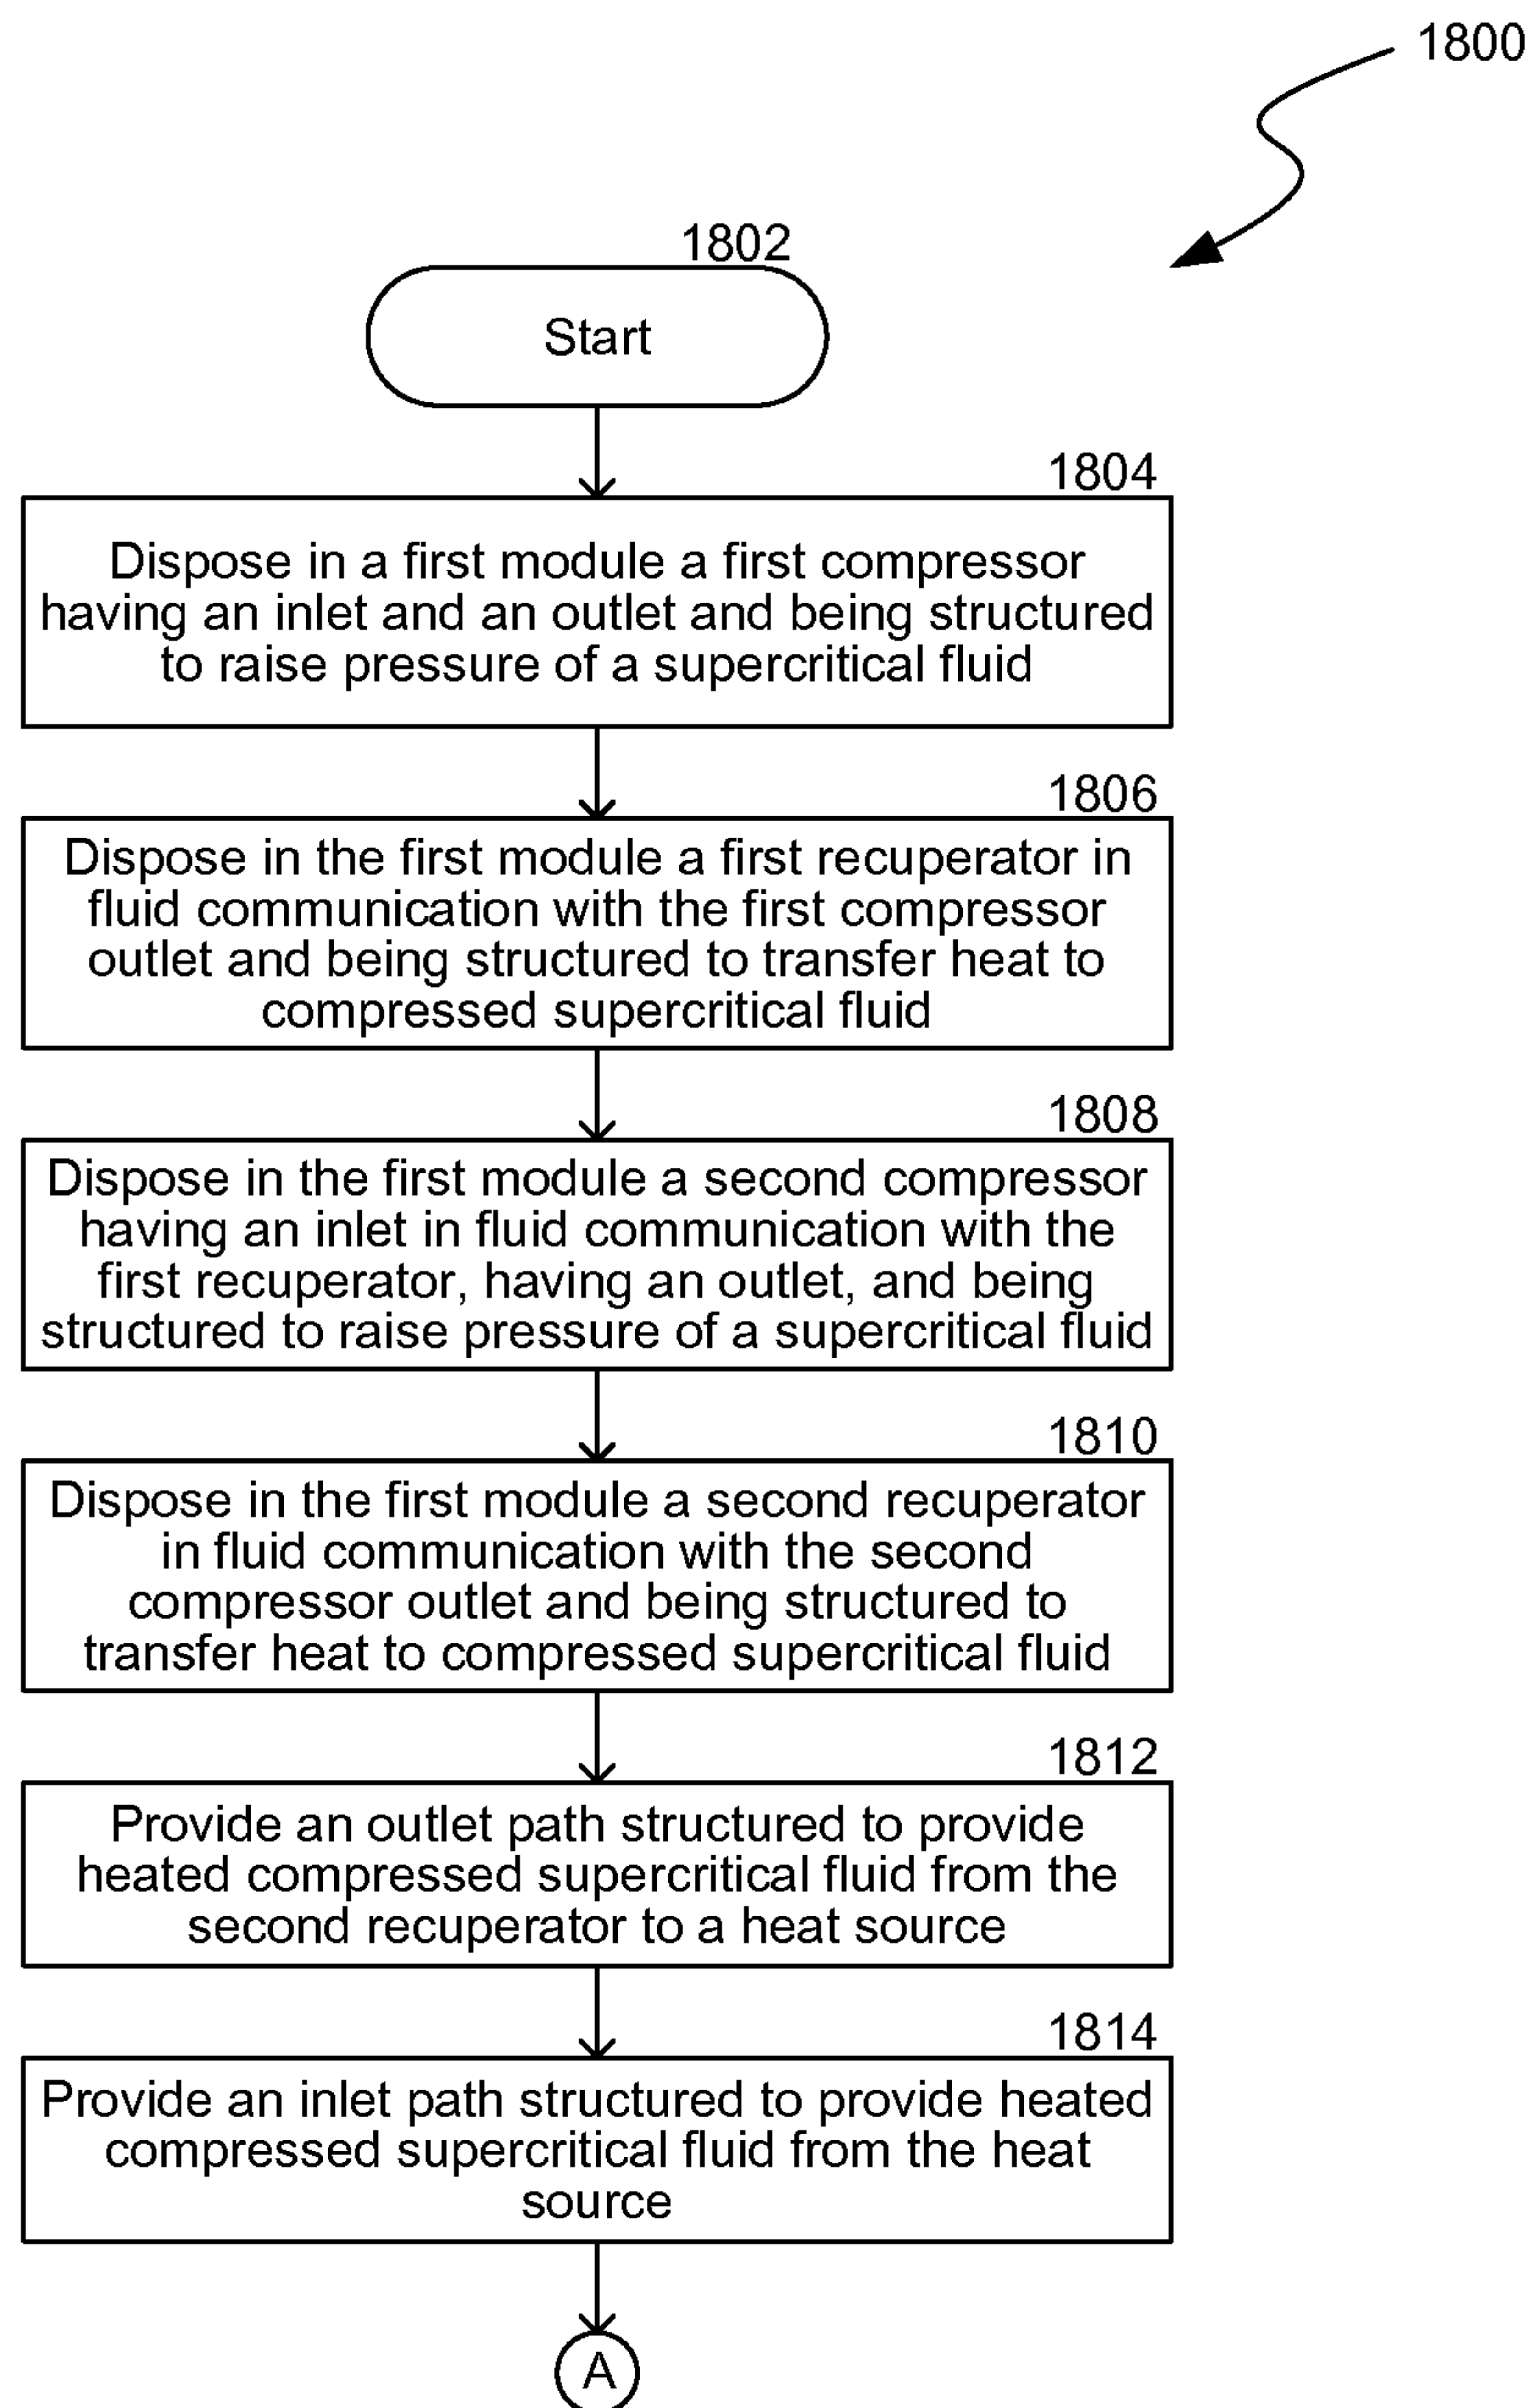 1800
1802
Start
1804
Dispose in a first module a first compressor
having an inlet and an outlet and being structured
to raise pressure of a supercritical fluid
1806
Dispose in the first module a first recuperator in
fluid communication with the first compressor
outlet and being structured to transfer heat to
compressed supercritical fluid
1808
Dispose in the first module a second compressor
having an inlet in fluid communication with the
first recuperator, having an outlet, and being
structured to raise pressure of a supercritical fluid
1810
Dispose in the first module a second recuperator
in fluid communication with the second
compressor outlet and being structured to
transfer heat to compressed supercritical fluid
1812
Provide an outlet path structured to provide
heated compressed supercritical fluid from the
second recuperator to a heat source
1814
Provide an inlet path structured to provide heated
compressed supercritical fluid from the heat
source
A